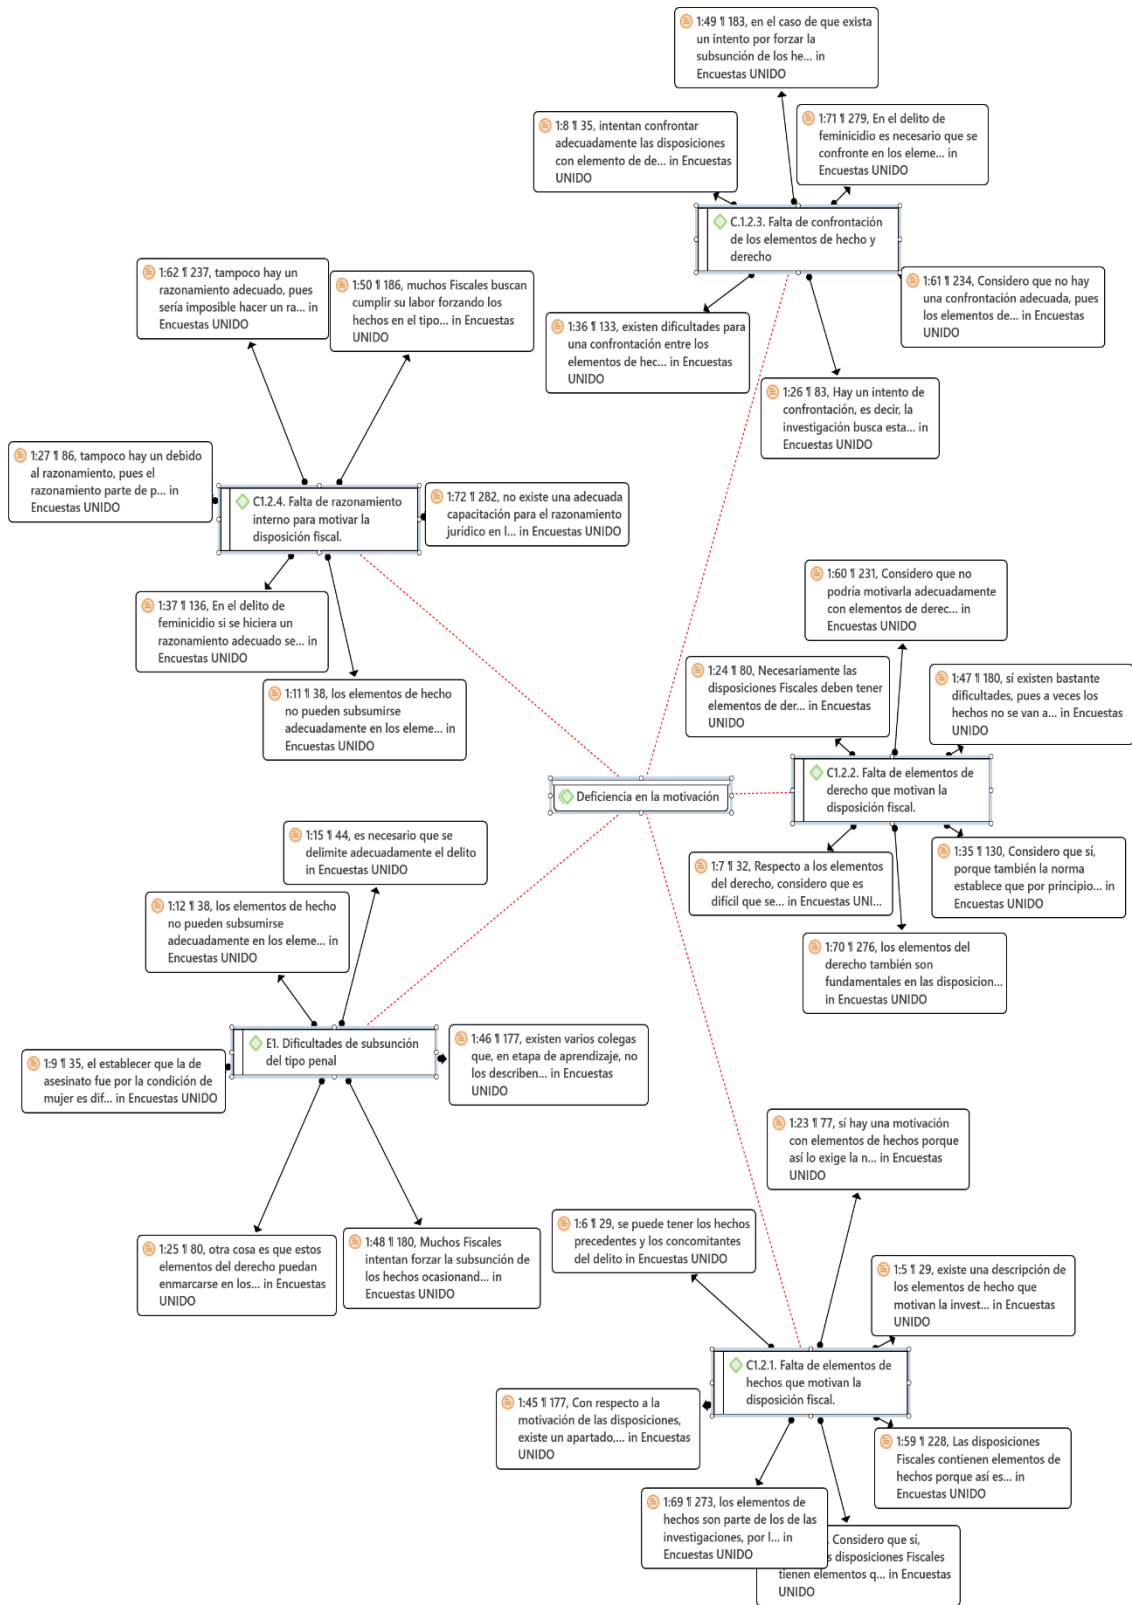 1:49 ¶ 183, en el caso de que exista
un intento por forzar la
subsunción de los he... in
Encuestas UNIDO
1:8 ¶ 35, intentan confrontar
adecuadamente las disposiciones
con elemento de de... in Encuestas
UNIDO
1:71 ¶ 279, En el delito de
feminicidio es necesario que se
confronte en los eleme... in
Encuestas UNIDO
C.1.2.3. Falta de confrontación
de los elementos de hecho y
derecho
1:62 ¶ 237, tampoco hay un
razonamiento adecuado, pues
sería imposible hacer un ra... in
Encuestas UNIDO
1:50 ¶ 186, muchos Fiscales buscan
cumplir su labor forzando los
hechos en el tipo... in Encuestas
UNIDO
1:61 ¶ 234, Considero que no hay
una confrontación adecuada, pues
los elementos de... in Encuestas
UNIDO
1:36 ¶ 133, existen dificultades para
una confrontación entre los
elementos de hec... in Encuestas
UNIDO
1:26 ¶ 83, Hay un intento de
confrontación, es decir, la
investigación busca esta... in
Encuestas UNIDO
1:27 ¶ 86, tampoco hay un debido
al razonamiento, pues el
razonamiento parte de p... in
Encuestas UNIDO
C1.2.4. Falta de razonamiento
interno para motivar la
disposición fiscal.
1:72 ¶ 282, no existe una adecuada
capacitación para el razonamiento
jurídico en l... in Encuestas UNIDO
1:37 ¶ 136, En el delito de
feminicidio si se hiciera un
razonamiento adecuado se... in
Encuestas UNIDO
1:11 ¶ 38, los elementos de hecho
no pueden subsumirse
adecuadamente en los eleme... in
Encuestas UNIDO
1:60 ¶ 231, Considero que no
podría motivarla adecuadamente
con elementos de derec... in
Encuestas UNIDO
1:24 ¶ 80, Necesariamente las
disposiciones Fiscales deben tener
elementos de der... in Encuestas
UNIDO
1:47 ¶ 180, sí existen bastante
dificultades, pues a veces los
hechos no se van a... in Encuestas
UNIDO
C1.2.2. Falta de elementos de
derecho que motivan la
disposición fiscal.
Deficiencia en la motivación
1:7 ¶ 32, Respecto a los elementos
del derecho, considero que es
difícil que se... in Encuestas UNI...
1:35 ¶ 130, Considero que sí,
porque también la norma
establece que por principio... in
Encuestas UNIDO
1:70 ¶ 276, los elementos del
derecho también son
fundamentales en las disposicion...
in Encuestas UNIDO
1:15 ¶ 44, es necesario que se
delimite adecuadamente el delito
in Encuestas UNIDO
1:12 ¶ 38, los elementos de hecho
no pueden subsumirse
adecuadamente en los eleme... in
Encuestas UNIDO
E1. Dificultades de subsunción
del tipo penal
1:46 ¶ 177, existen varios colegas
que, en etapa de aprendizaje, no
los describen... in Encuestas
UNIDO
1:9 ¶ 35, el establecer que la de
asesinato fue por la condición de
mujer es dif... in Encuestas UNIDO
1:25 ¶ 80, otra cosa es que estos
elementos del derecho puedan
enmarcarse en los... in Encuestas
UNIDO
1:48 ¶ 180, Muchos Fiscales
intentan forzar la subsunción de
los hechos ocasionand... in
Encuestas UNIDO
1:23 ¶ 77, sí hay una motivación
con elementos de hechos porque
así lo exige la n... in Encuestas
UNIDO
1:6 ¶ 29, se puede tener los hechos
precedentes y los concomitantes
del delito in Encuestas UNIDO
1:5 ¶ 29, existe una descripción de
los elementos de hecho que
motivan la invest... in Encuestas
UNIDO
C1.2.1. Falta de elementos de
hechos que motivan la
disposición fiscal.
1:45 ¶ 177, Con respecto a la
motivación de las disposiciones,
existe un apartado,... in Encuestas
UNIDO
1:59 ¶ 228, Las disposiciones
Fiscales contienen elementos de
hechos porque así es... in
Encuestas UNIDO
1:69 ¶ 273, los elementos de
hechos son parte de los de las
investigaciones, por l... in
Encuestas UNIDO
Considero que sí,
disposiciones Fiscales
tienen elementos q... in Encuestas
UNIDO